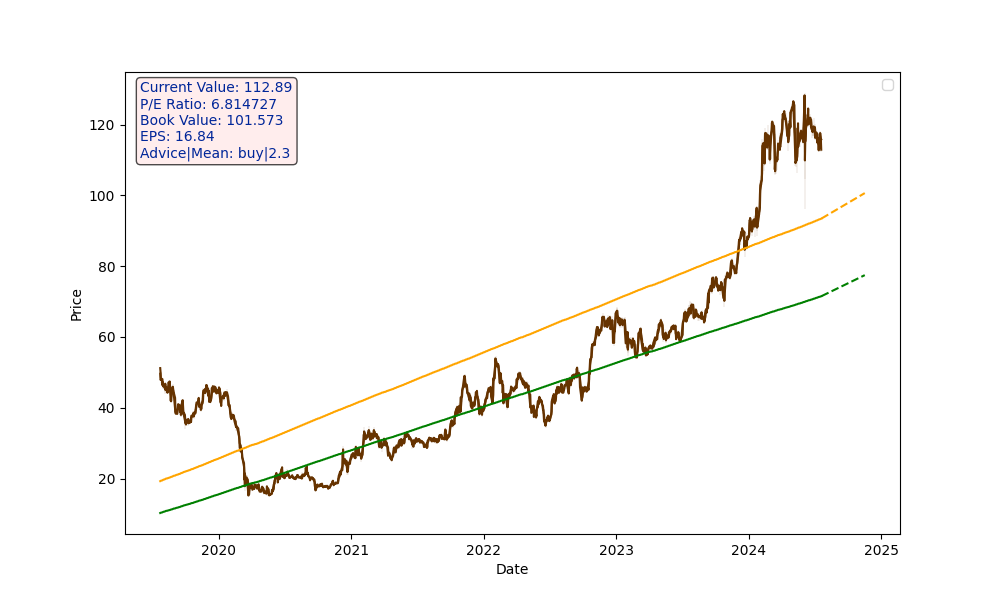 Current Value: 112.89
P/E Ratio: 6.814727
Book Value: 101.573
EPS: 16.84
Advice|Mean: buy|2.3
120
100
80
60
40
20
Price
2020 2021 2022 2023 2024 2025
Date